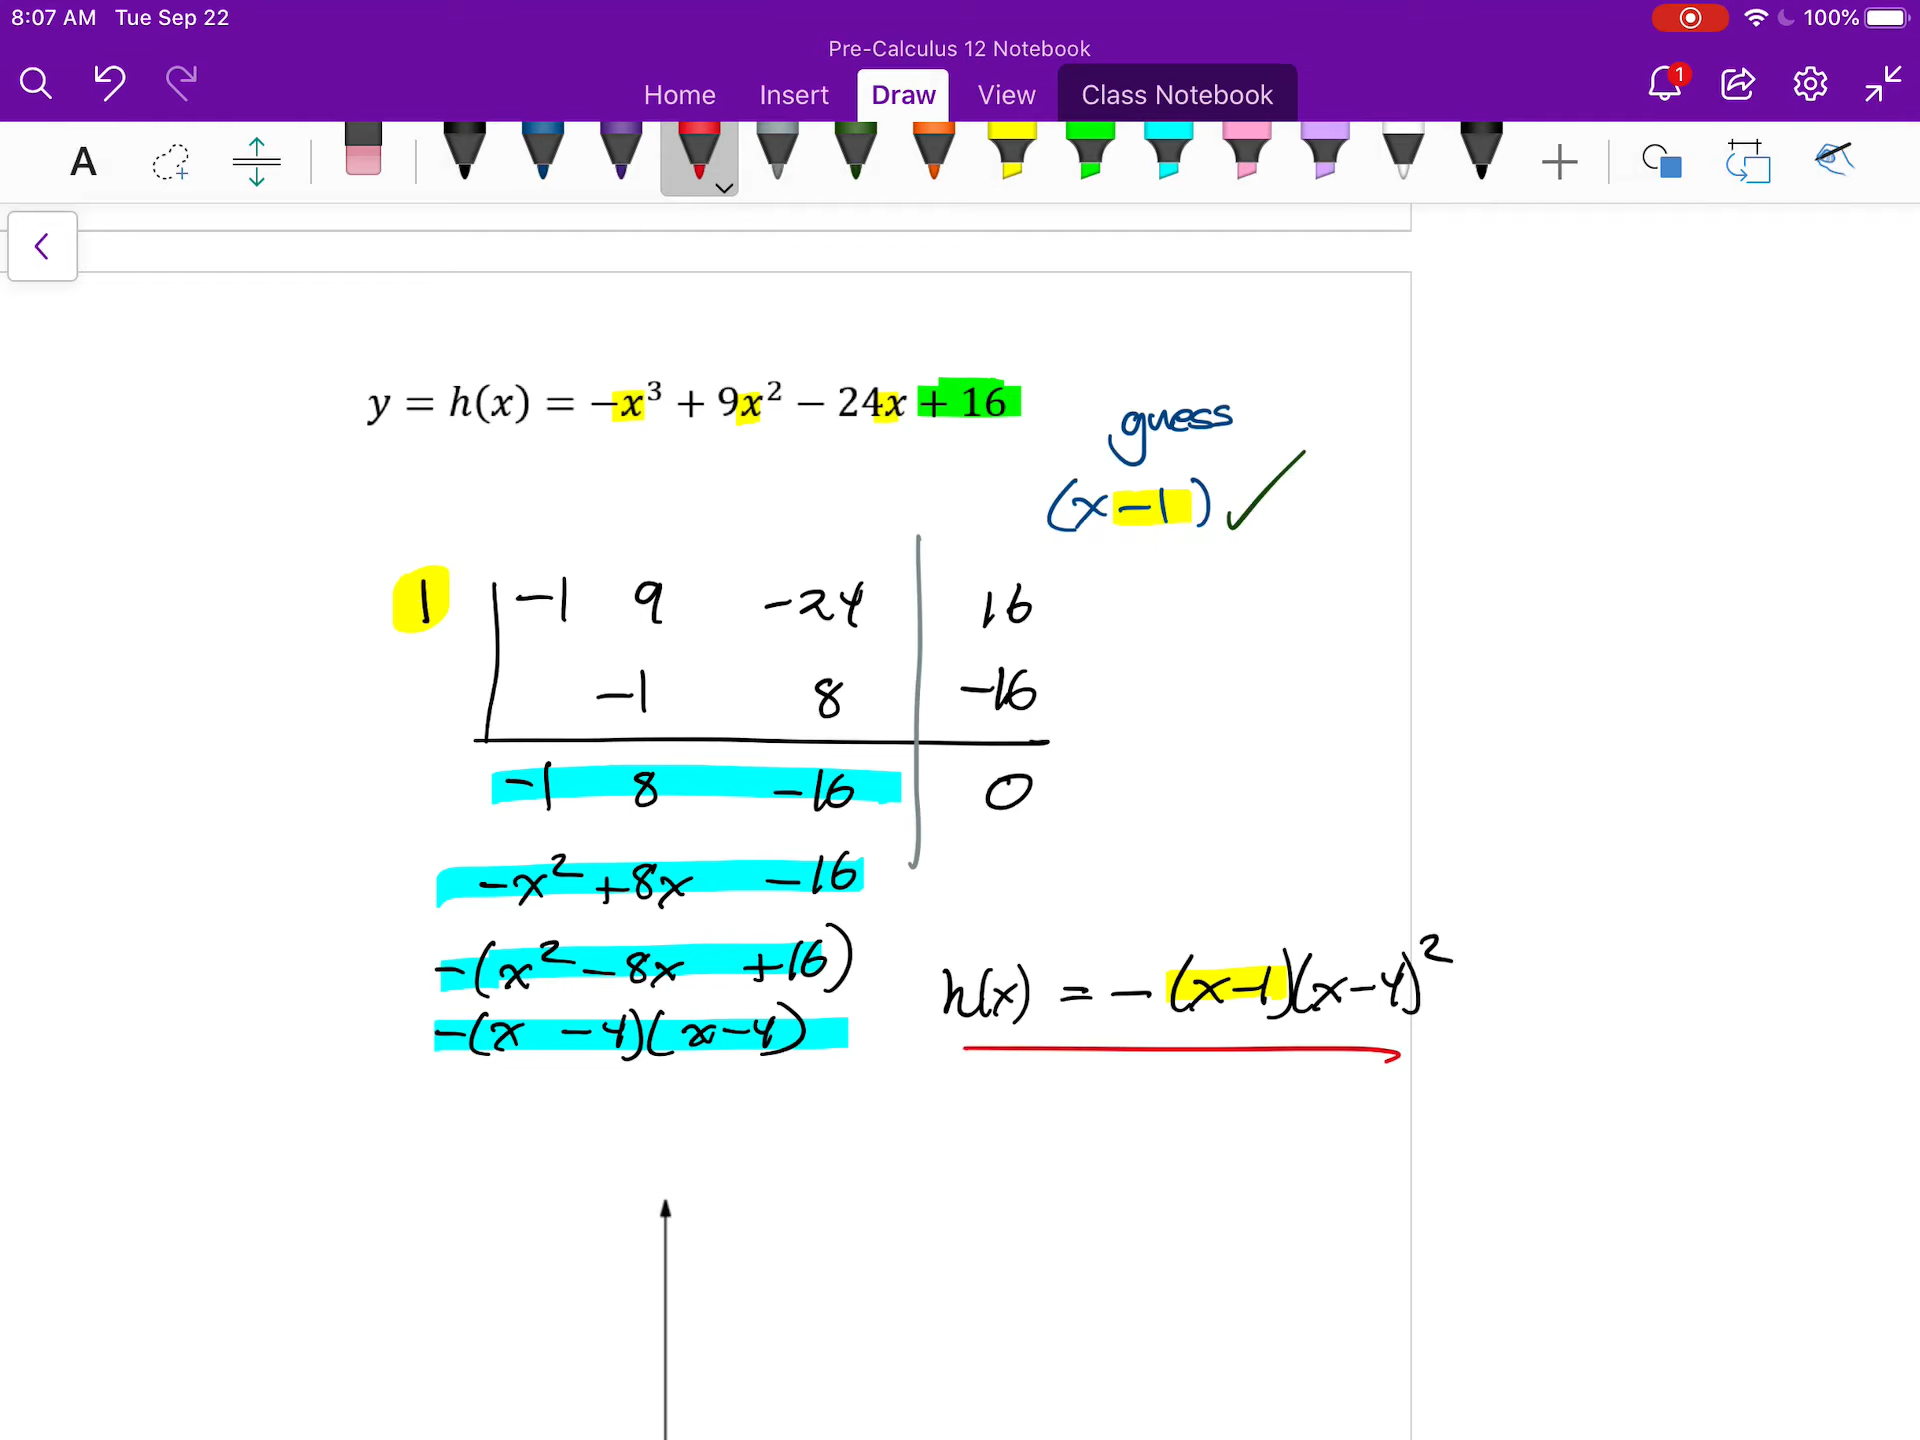 8:07 AM Tue Sep 22
100%
Pre-Calculus 12 Notebook
Home Insert Draw View Class Notebook
1
A
y = h(x) = −x³ + 9x² − 24x + 16
guess
(x −1) ✓
1 | −1 9 −24 16
−1 8 −16
−1 8 −16 0
−x² +8x −16
−(x² −8x +16)
h(x) = −(x−1)(x−4)²
−(x −4)(x−4)